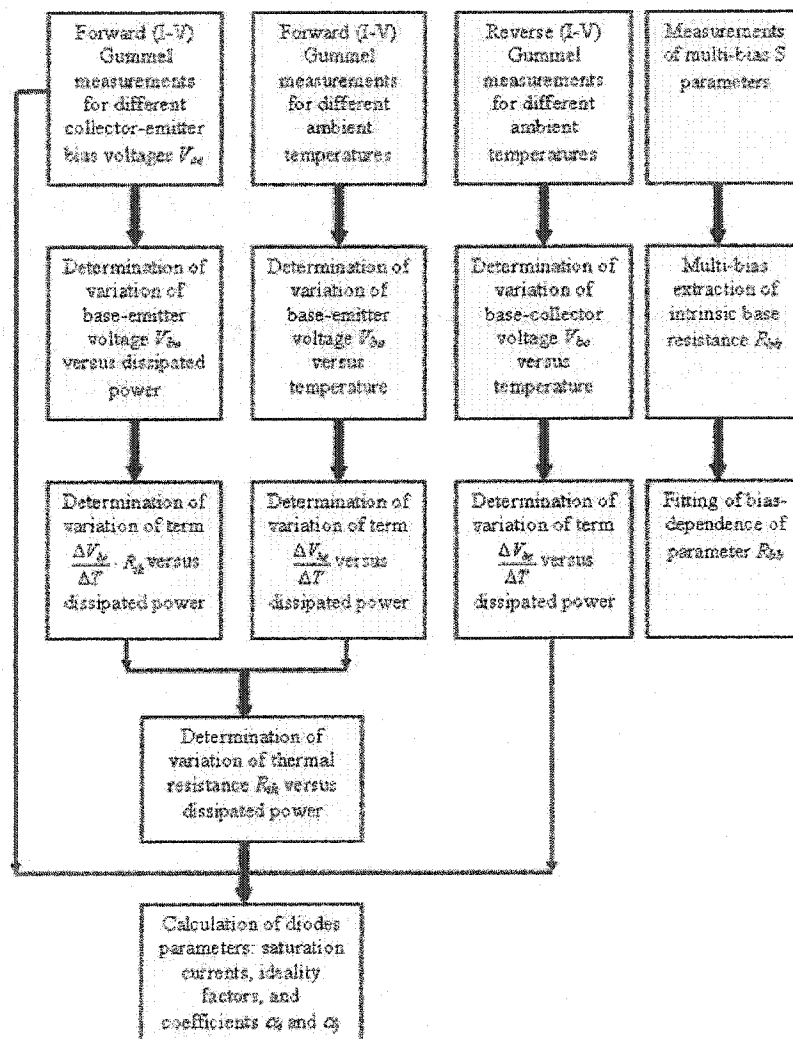 Forward (I-V)
Gummel
measurements
for different
collector-emitter
bias voltages
Forward (I-V)
Gummel
measurements
for different
ambient
temperatures
Reverse (I-V)
Gummel
measurements
for different
ambient
temperatures
Measurements
of multi-bias S
parameters
Determination of
variation of
base-emitter
voltage V_be
versus dissipated
power
Determination of
variation of
base-emitter
voltage V_be
versus
temperature
Determination of
variation of
base-collector
voltage V_bc
versus
temperature
Multi-bias
extraction of
intrinsic base
resistance R_bb
Determination of
variation of term
ΔV_be/ΔT · R_th versus
dissipated power
Determination of
variation of term
ΔV_be/ΔT versus
dissipated power
Determination of
variation of term
versus
dissipated power
Fitting of bias-
dependence of
parameter R_bb
Determination of
variation of thermal
resistance R_th versus
dissipated power
Calculation of diodes
parameters: saturation
currents, ideality
factors, and
coefficients and